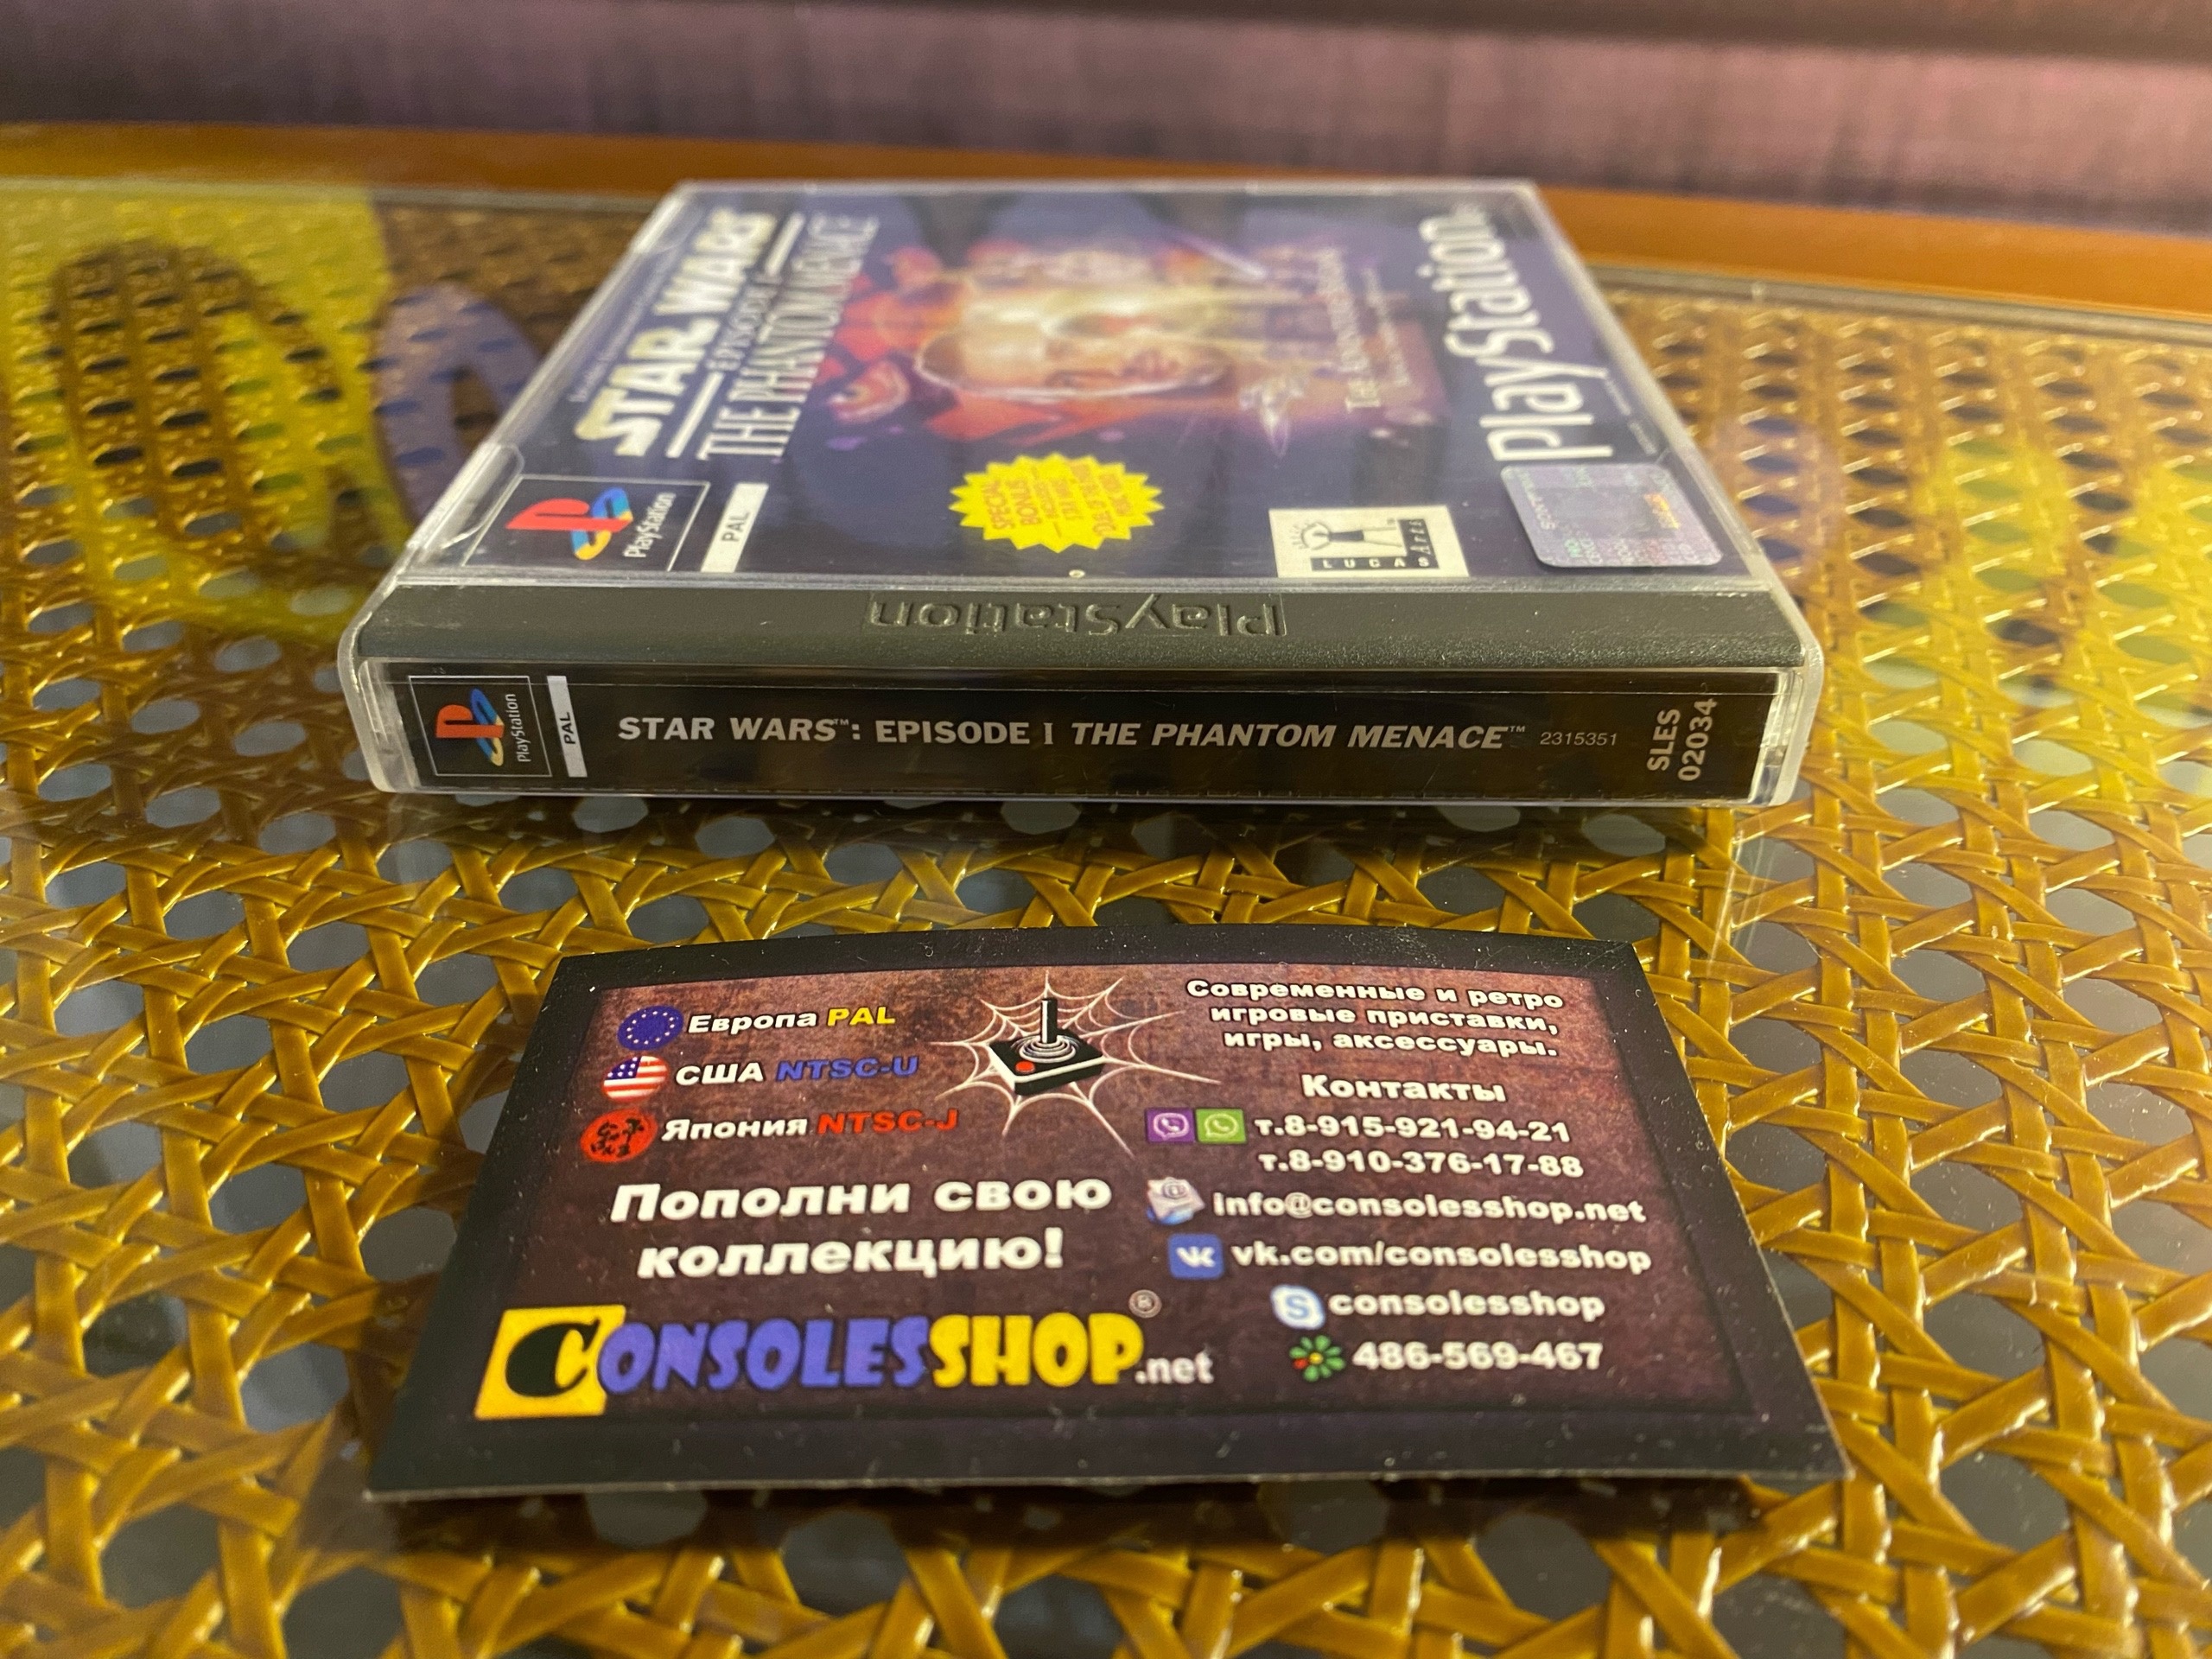 STAR WARS
EPISODE I
THE PHANTOM MENACE
PlayStation
PlayStation
PAL
SPECIAL
BONUS
LUCAS
Arts
SONY
PlayStation
PlayStation
PAL
STAR WARS™: EPISODE I THE PHANTOM MENACE™ 2315351
SLES
02034
Европа PAL
США NTSC-U
Япония NTSC-J
Пополни свою
коллекцию!
CONSOLESSHOP.net
®
Современные и ретро
игровые приставки,
игры, аксессуары.
Контакты
т.8-915-921-94-21
т.8-910-376-17-88
info@consolesshop.net
vk.com/consolesshop
consolesshop
486-569-467